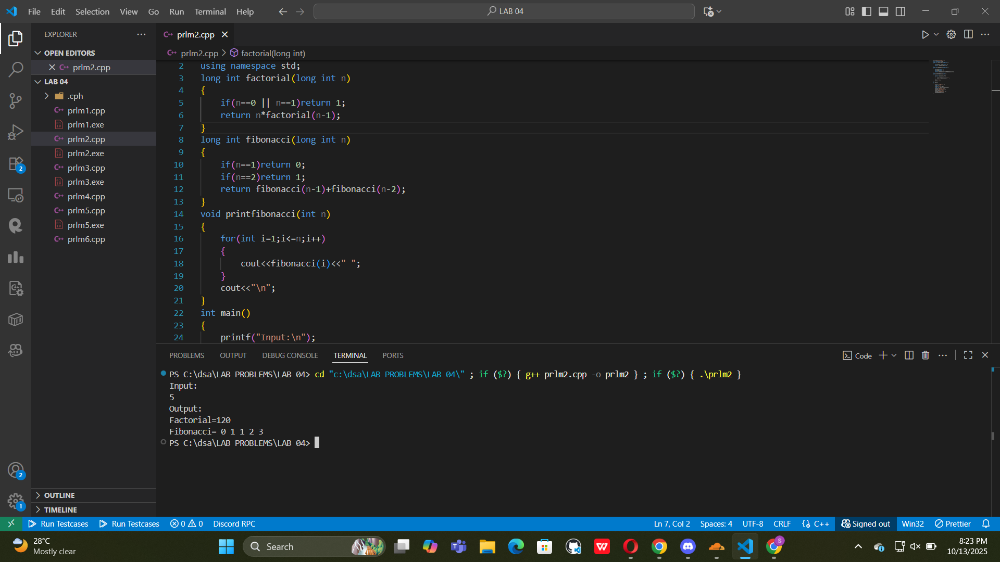 File Edit Selection View Go Run Terminal Help
LAB 04
EXPLORER
OPEN EDITORS
prlm2.cpp
LAB 04
.cph
prlm1.cpp
prlm1.exe
prlm2.cpp
prlm2.exe
prlm3.cpp
prlm3.exe
prlm4.cpp
prlm5.cpp
prlm5.exe
prlm6.cpp
OUTLINE
TIMELINE
2
2
1
prlm2.cpp
prlm2.cpp > factorial(long int)
2 using namespace std;
3 long int factorial(long int n)
4 {
5 if(n==0 || n==1)return 1;
6 return n*factorial(n-1);
7 }
8 long int fibonacci(long int n)
9 {
10 if(n==1)return 0;
11 if(n==2)return 1;
12 return fibonacci(n-1)+fibonacci(n-2);
13 }
14 void printfibonacci(int n)
15 {
16 for(int i=1;i<=n;i++)
17 {
18 cout<<fibonacci(i)<<" ";
19 }
20 cout<<"\n";
21 }
22 int main()
23 {
24 printf("Input:\n");
PROBLEMS OUTPUT DEBUG CONSOLE TERMINAL PORTS
Code
PS C:\dsa\LAB PROBLEMS\LAB 04> cd "c:\dsa\LAB PROBLEMS\LAB 04\" ; if ($?) { g++ prlm2.cpp -o prlm2 } ; if ($?) { .\prlm2 }
Input:
5
Output:
Factorial=120
Fibonacci= 0 1 1 2 3
PS C:\dsa\LAB PROBLEMS\LAB 04>
Run Testcases Run Testcases 0 0 Discord RPC
Ln 7, Col 2 Spaces: 4 UTF-8 CRLF {} C++ Signed out Win32 Prettier
28°C
Mostly clear
Search
S
8:23 PM
10/13/2025